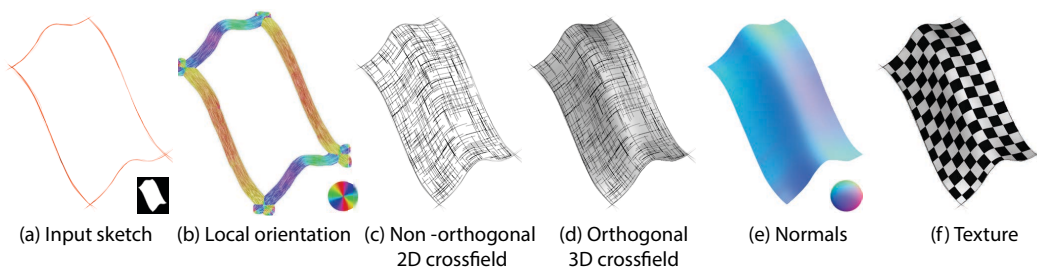 (a) Input sketch
(b) Local orientation
(c) Non -orthogonal
2D crossfield
(d) Orthogonal
3D crossfield
(e) Normals
(f) Texture